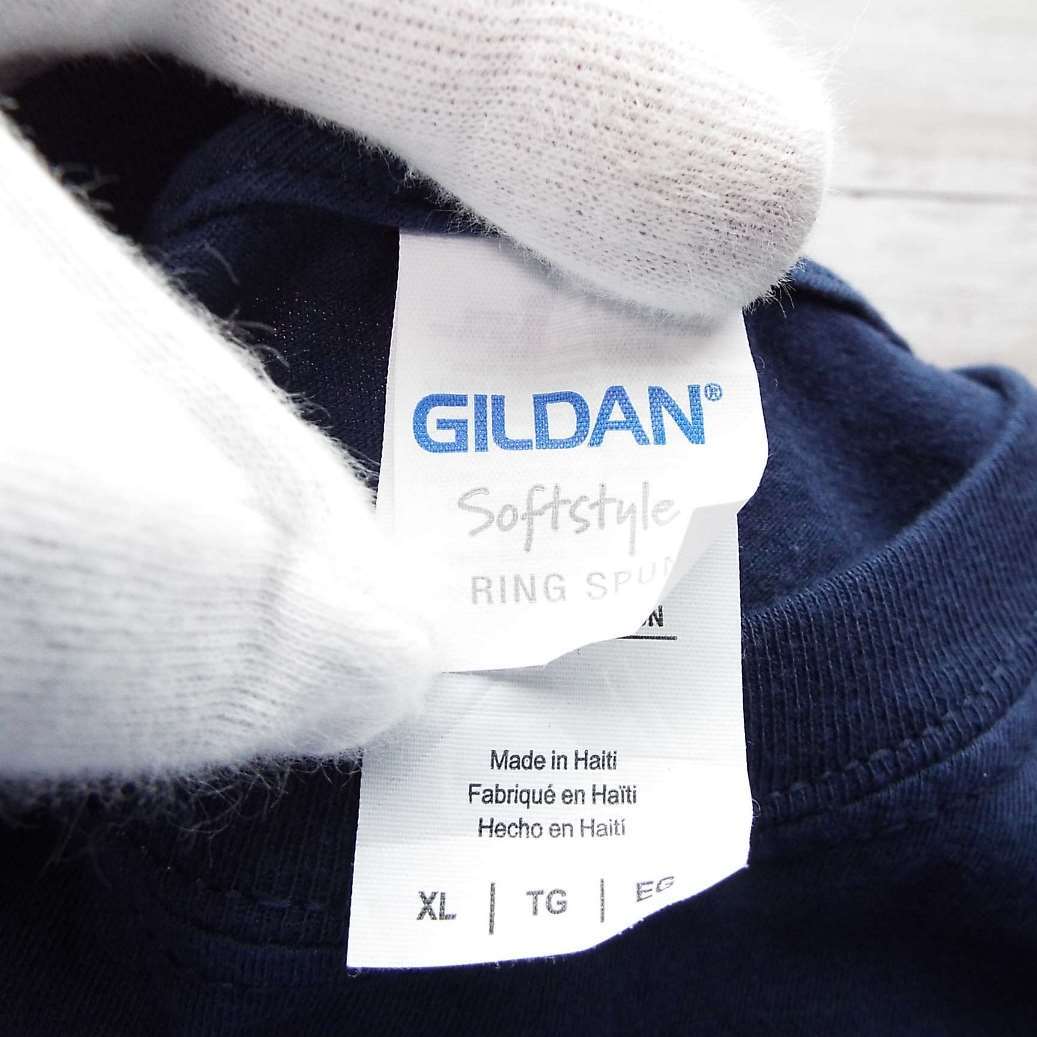 GILDAN®
Softstyle
RING SPUN
Made in Haiti
Fabriqué en Haïti
Hecho en Haití
XL | TG | EG